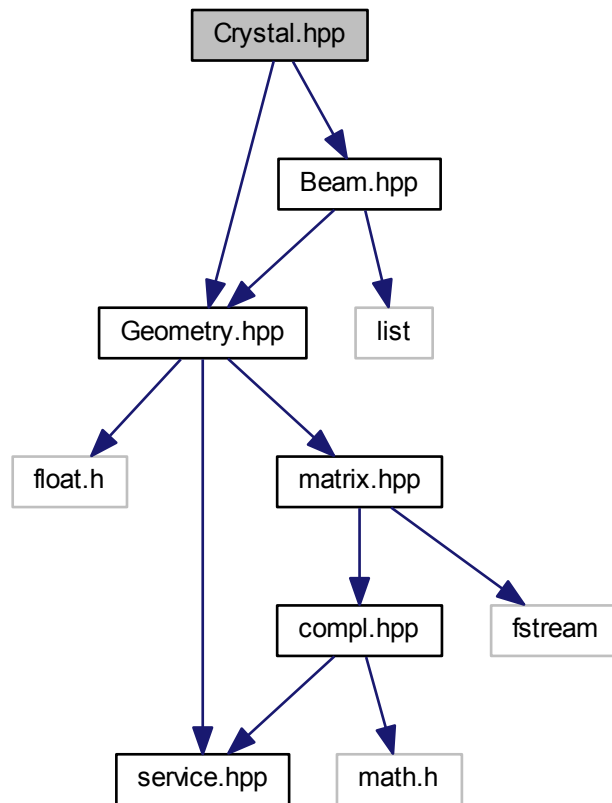 Crystal.hpp
Beam.hpp
Geometry.hpp
list
float.h
matrix.hpp
compl.hpp
fstream
service.hpp
math.h